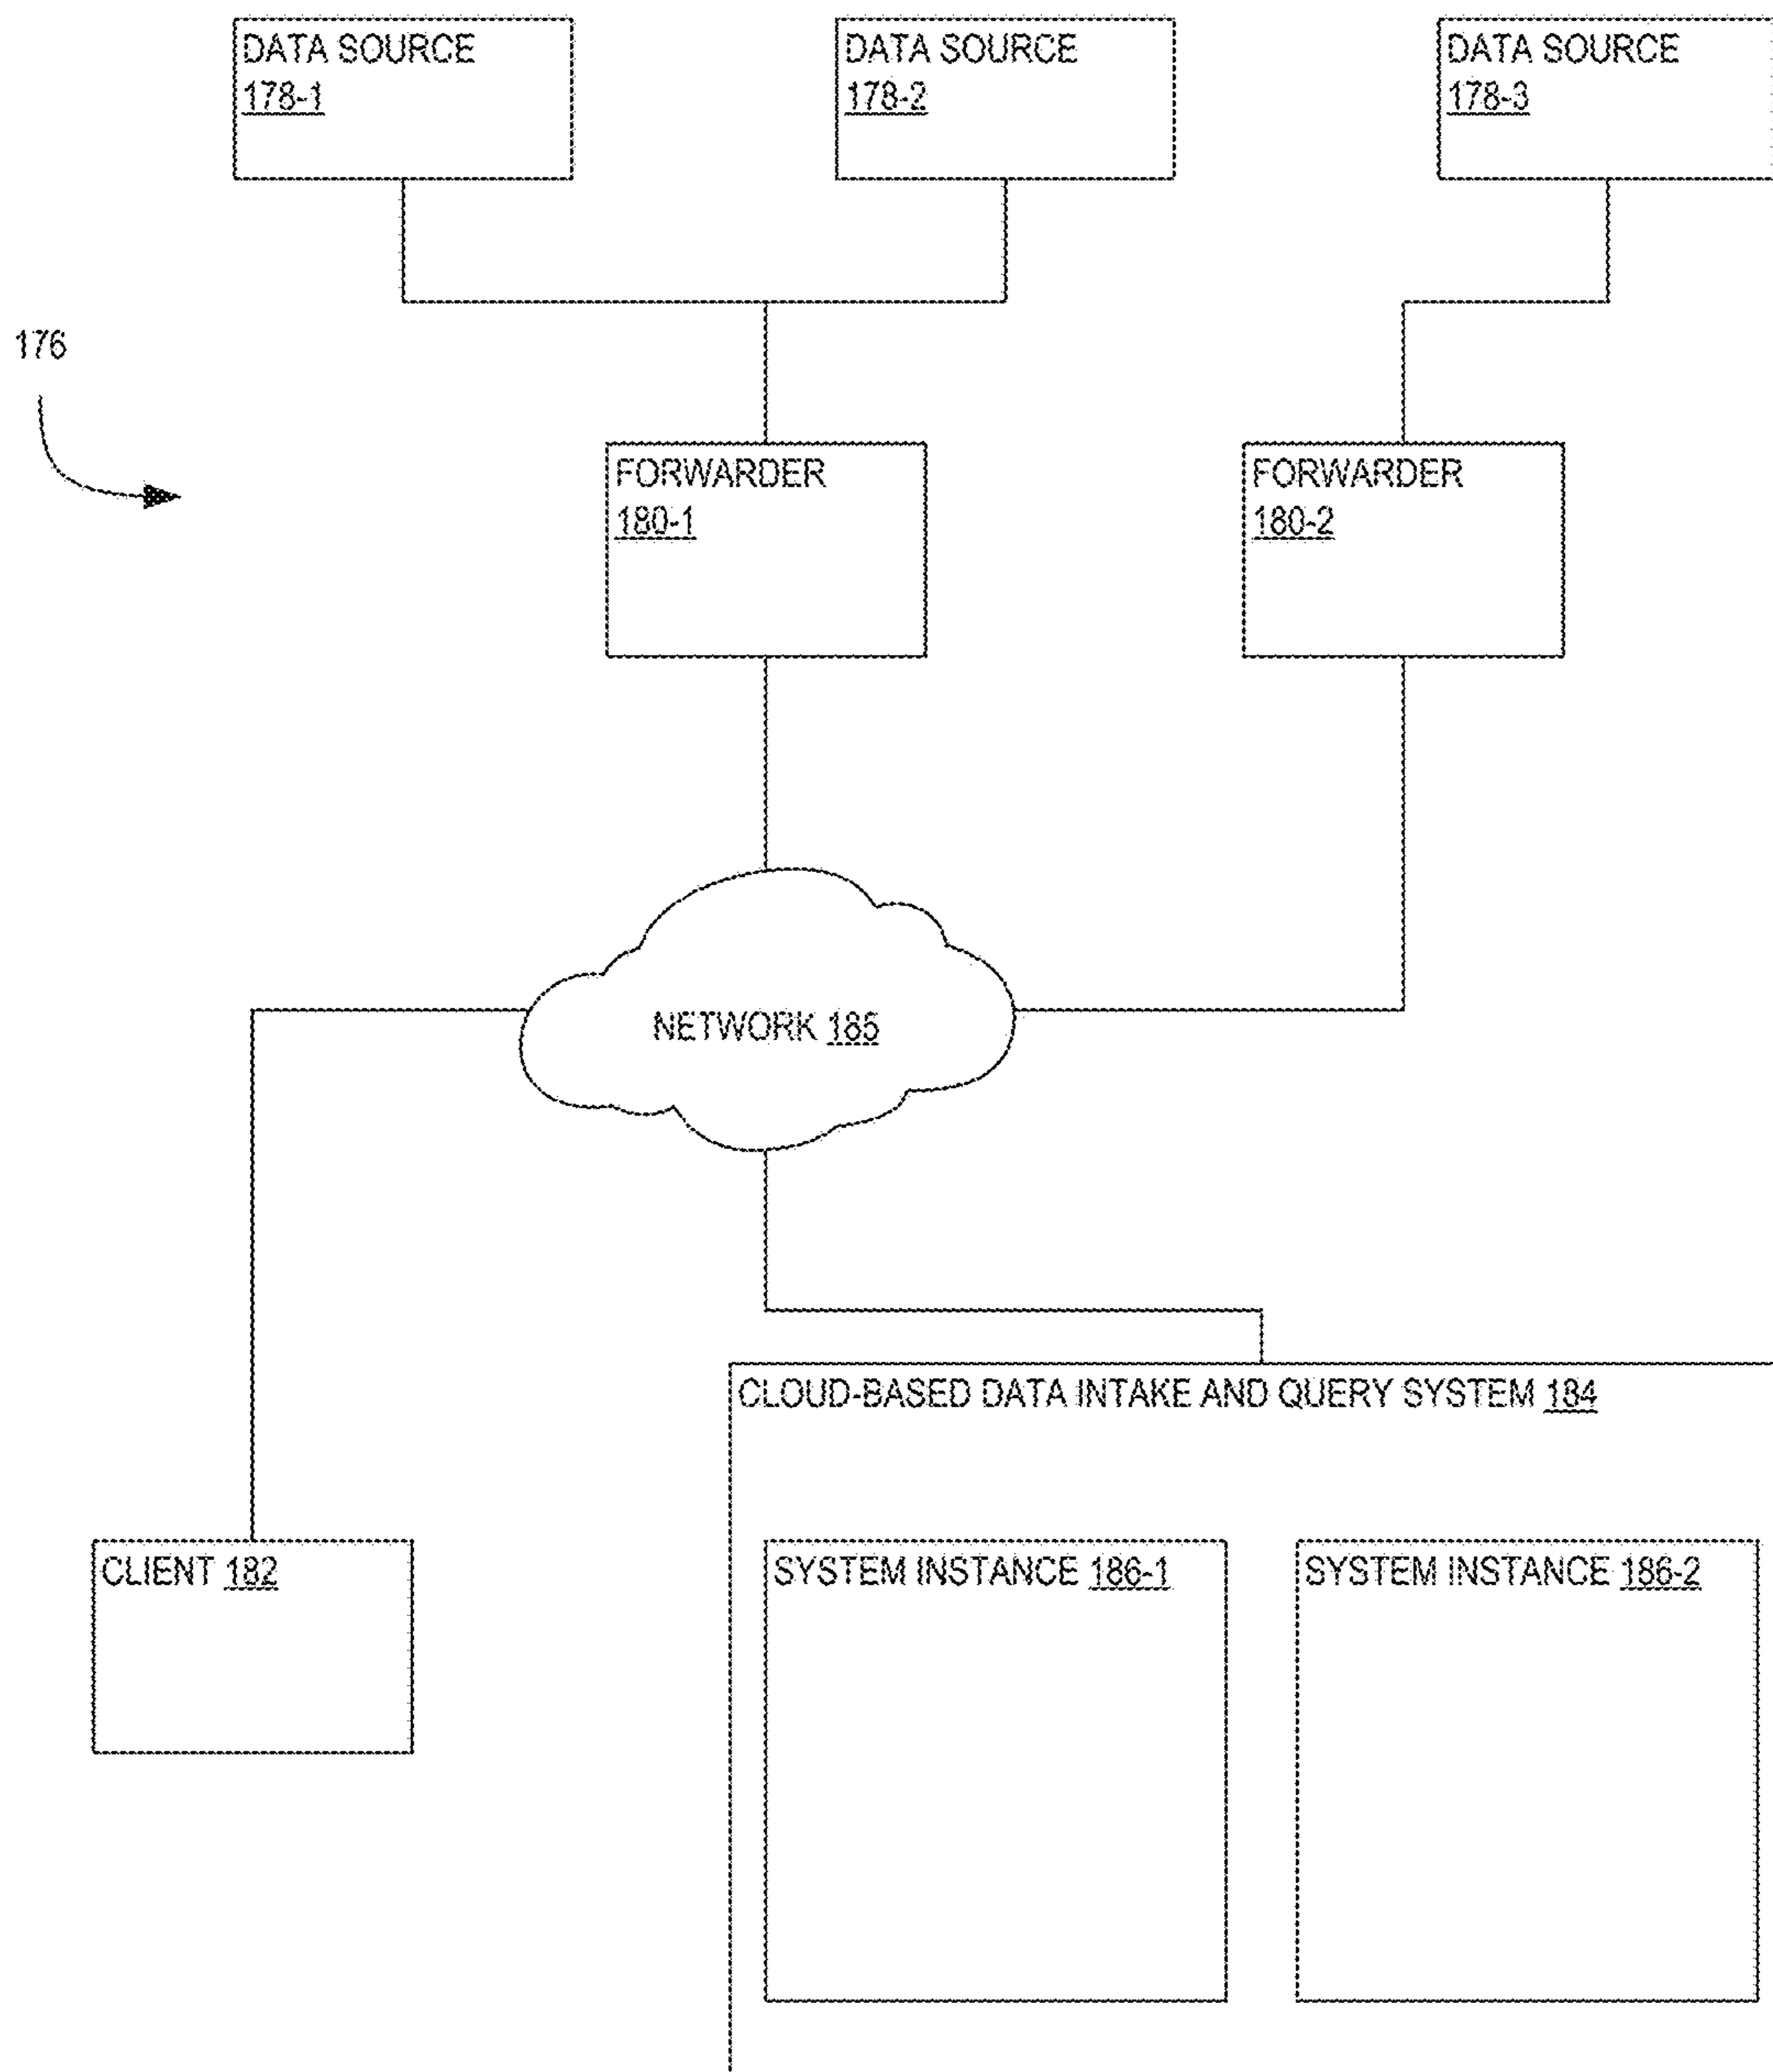 DATA SOURCE
178-1
DATA SOURCE
178-2
DATA SOURCE
178-3
176
FORWARDER
180-1
FORWARDER
180-2
NETWORK 185
CLOUD-BASED DATA INTAKE AND QUERY SYSTEM 184
CLIENT 182
SYSTEM INSTANCE 186-1
SYSTEM INSTANCE 186-2